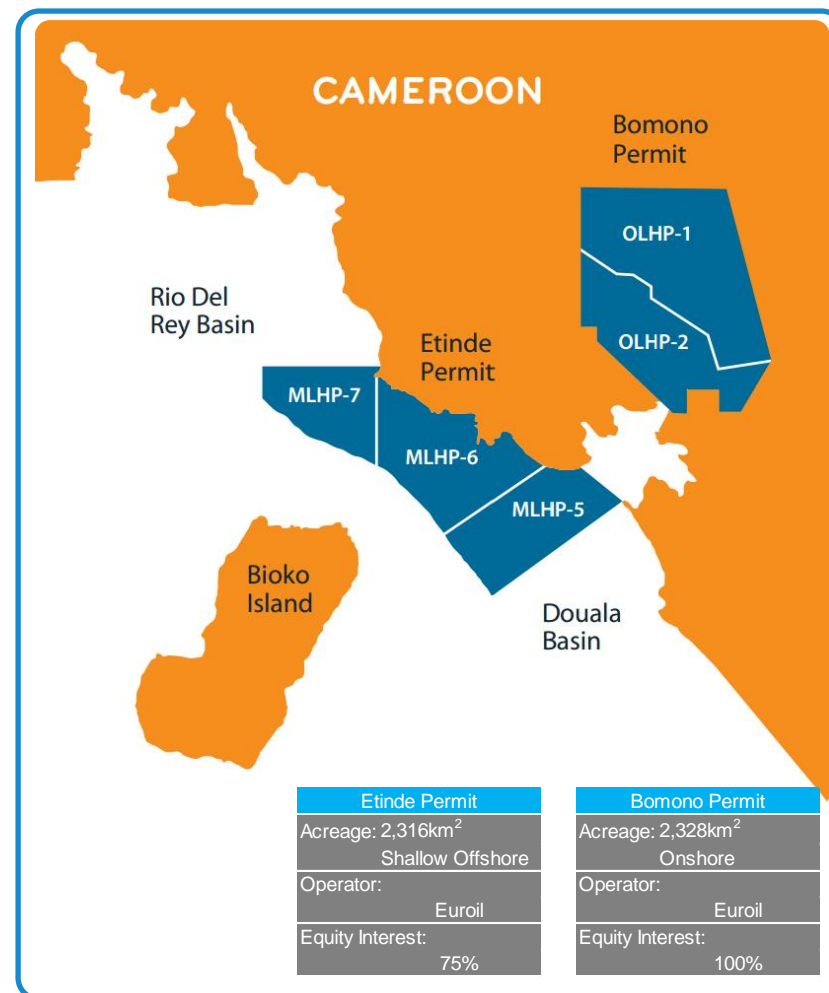 CAMEROON
Bomono
Permit
OLHP-1
Rio Del
Rey Basin
Etinde
Permit
OLHP-2
MLHP-7
MLHP-6
MLHP-5
Bioko
Island
Douala
Basin
Etinde Permit
Acreage: 2,316km²
Shallow Offshore
Operator:
Euroil
Equity Interest:
75%
Bomono Permit
Acreage: 2,328km²
Onshore
Operator:
Euroil
Equity Interest:
100%